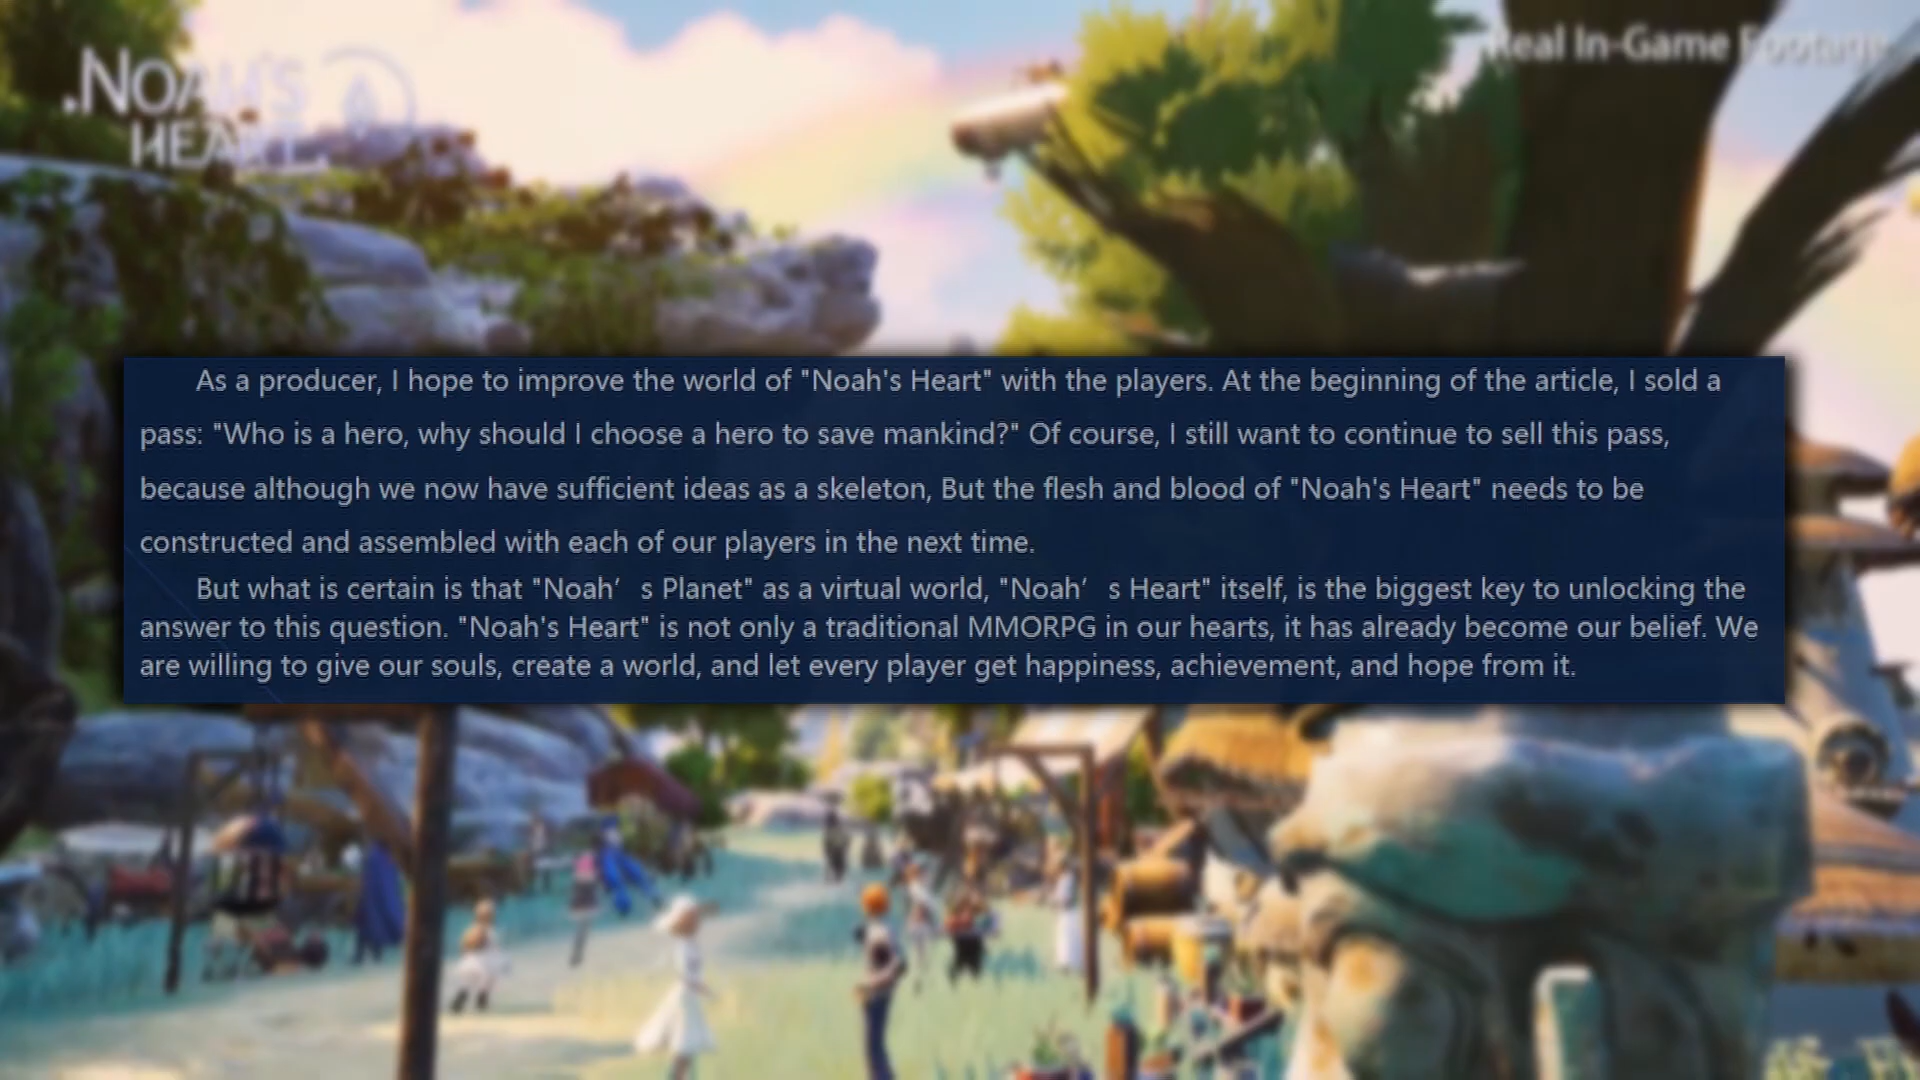 NOAH'S
HEART
Real In-Game Footage
As a producer, I hope to improve the world of "Noah's Heart" with the players. At the beginning of the article, I sold a
pass: "Who is a hero, why should I choose a hero to save mankind?" Of course, I still want to continue to sell this pass,
because although we now have sufficient ideas as a skeleton, But the flesh and blood of "Noah's Heart" needs to be
constructed and assembled with each of our players in the next time.
But what is certain is that "Noah’ s Planet" as a virtual world, "Noah’ s Heart" itself, is the biggest key to unlocking the
answer to this question. "Noah's Heart" is not only a traditional MMORPG in our hearts, it has already become our belief. We
are willing to give our souls, create a world, and let every player get happiness, achievement, and hope from it.